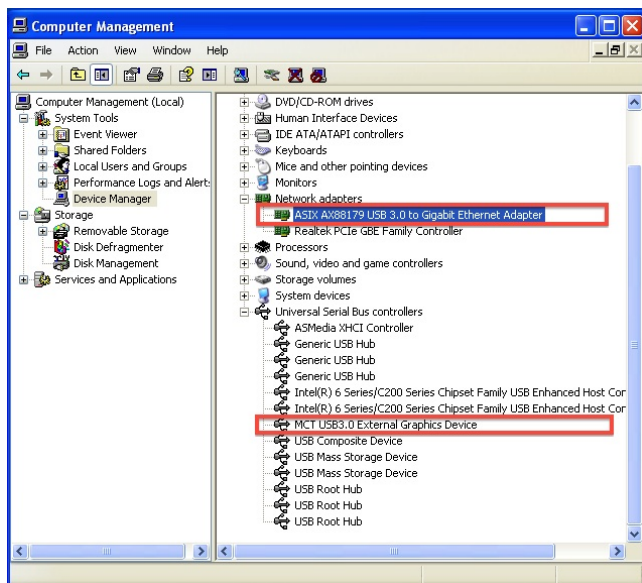 Computer Management
File Action View Window Help
Computer Management (Local)
System Tools
Event Viewer
Shared Folders
Local Users and Groups
Performance Logs and Alert:
Device Manager
Storage
Removable Storage
Disk Defragmenter
Disk Management
Services and Applications
DVD/CD-ROM drives
Human Interface Devices
IDE ATA/ATAPI controllers
Keyboards
Mice and other pointing devices
Monitors
Network adapters
ASIX AX88179 USB 3.0 to Gigabit Ethernet Adapter
Realtek PCIe GBE Family Controller
Processors
Sound, video and game controllers
Storage volumes
System devices
Universal Serial Bus controllers
ASMedia XHCI Controller
Generic USB Hub
Generic USB Hub
Generic USB Hub
Intel(R) 6 Series/C200 Series Chipset Family USB Enhanced Host Cor
Intel(R) 6 Series/C200 Series Chipset Family USB Enhanced Host Cor
MCT USB3.0 External Graphics Device
USB Composite Device
USB Mass Storage Device
USB Mass Storage Device
USB Root Hub
USB Root Hub
USB Root Hub